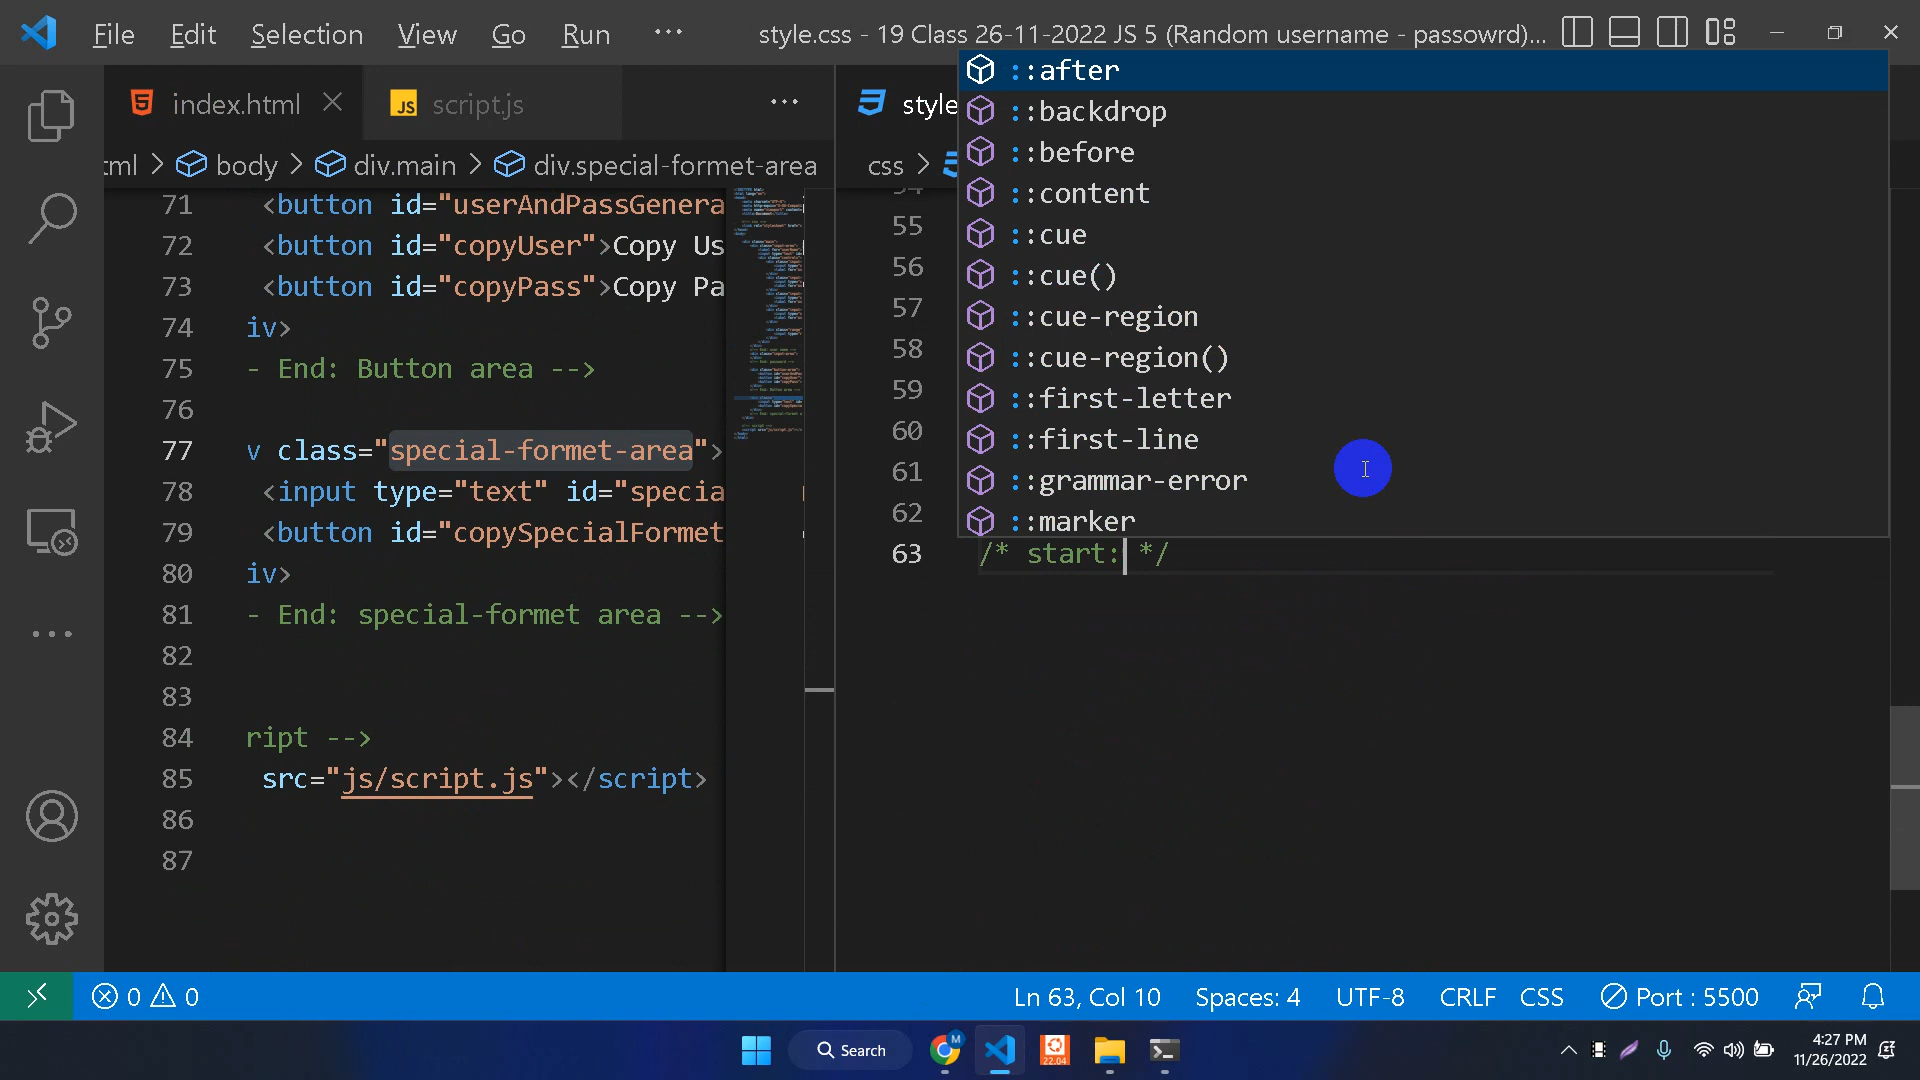 File Edit Selection View Go Run ··· style.css - 19 Class 26-11-2022 JS 5 (Random username - passowrd)...
index.html JS script.js ··· style
tml > body > div.main > div.special-formet-area css >
71 <button id="userAndPassGenera
72 <button id="copyUser">Copy Us
73 <button id="copyPass">Copy Pa
74 iv>
75 - End: Button area -->
76
77 v class="special-formet-area">
78 <input type="text" id="specia
79 <button id="copySpecialFormet
80 iv>
81 - End: special-formet area -->
82
83
84 ript -->
85 src="js/script.js"></script>
86
87
::after
::backdrop
::before
::content
::cue
::cue()
::cue-region
::cue-region()
::first-letter
::first-line
::grammar-error
::marker
54
55
56
57
58
59
60
61
62
63 /* start: */
0 0 Ln 63, Col 10 Spaces: 4 UTF-8 CRLF CSS Port : 5500
Search M 22.04 4:27 PM
11/26/2022